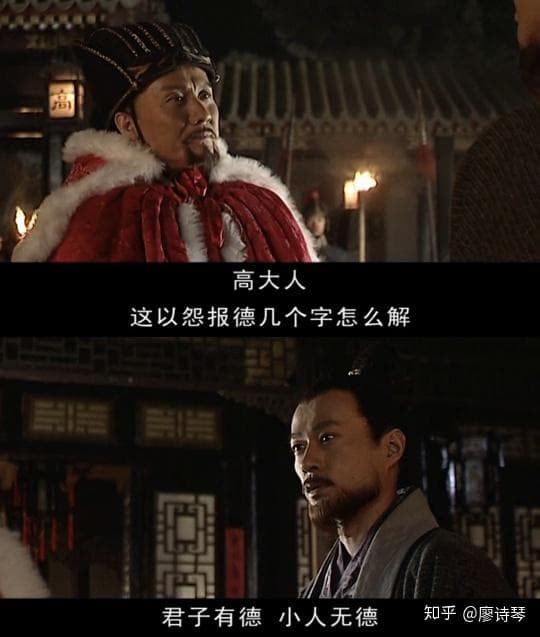 高
高大人
这以怨报德几个字怎么解
君子有德 小人无德
知乎 @廖诗琴